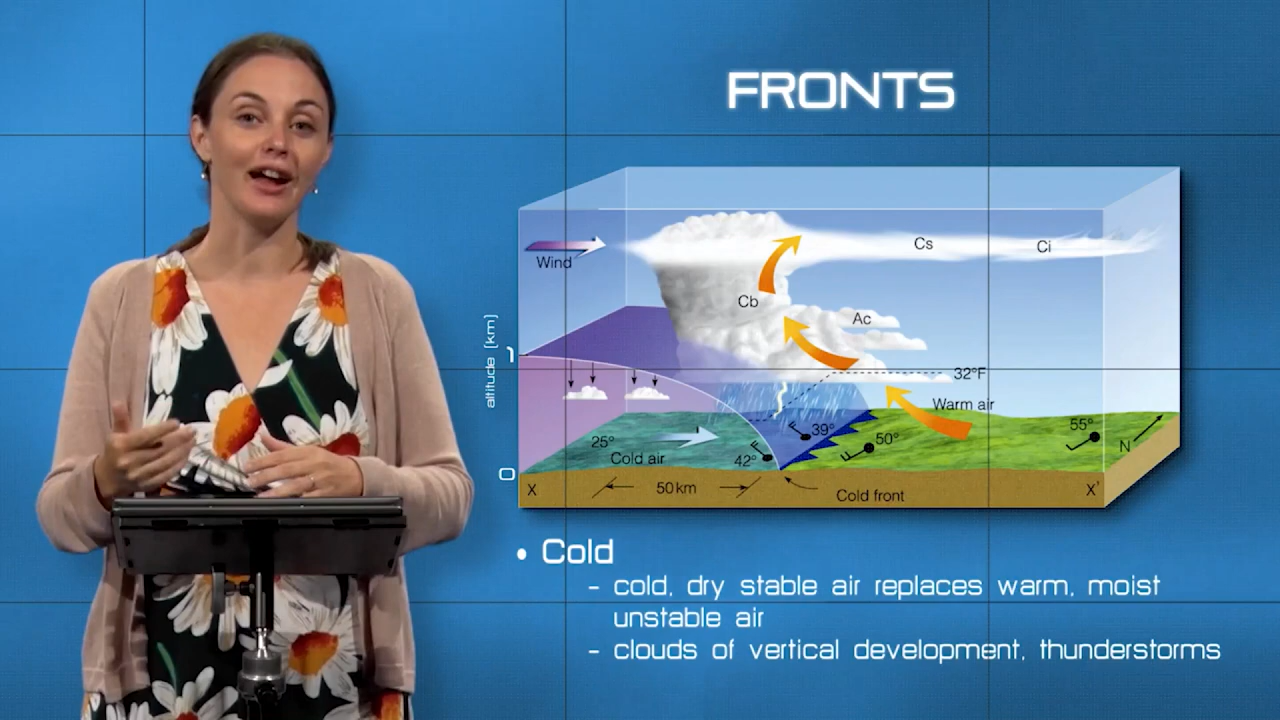 FRONTS
Wind
Cs
Ci
Cb
Ac
altitude (km)
1
32°F
Warm air
25°
Cold air
42°
39°
50°
55°
N
0
X
50 km
Cold front
X'
• Cold
- cold, dry stable air replaces warm, moist
unstable air
- clouds of vertical development, thunderstorms